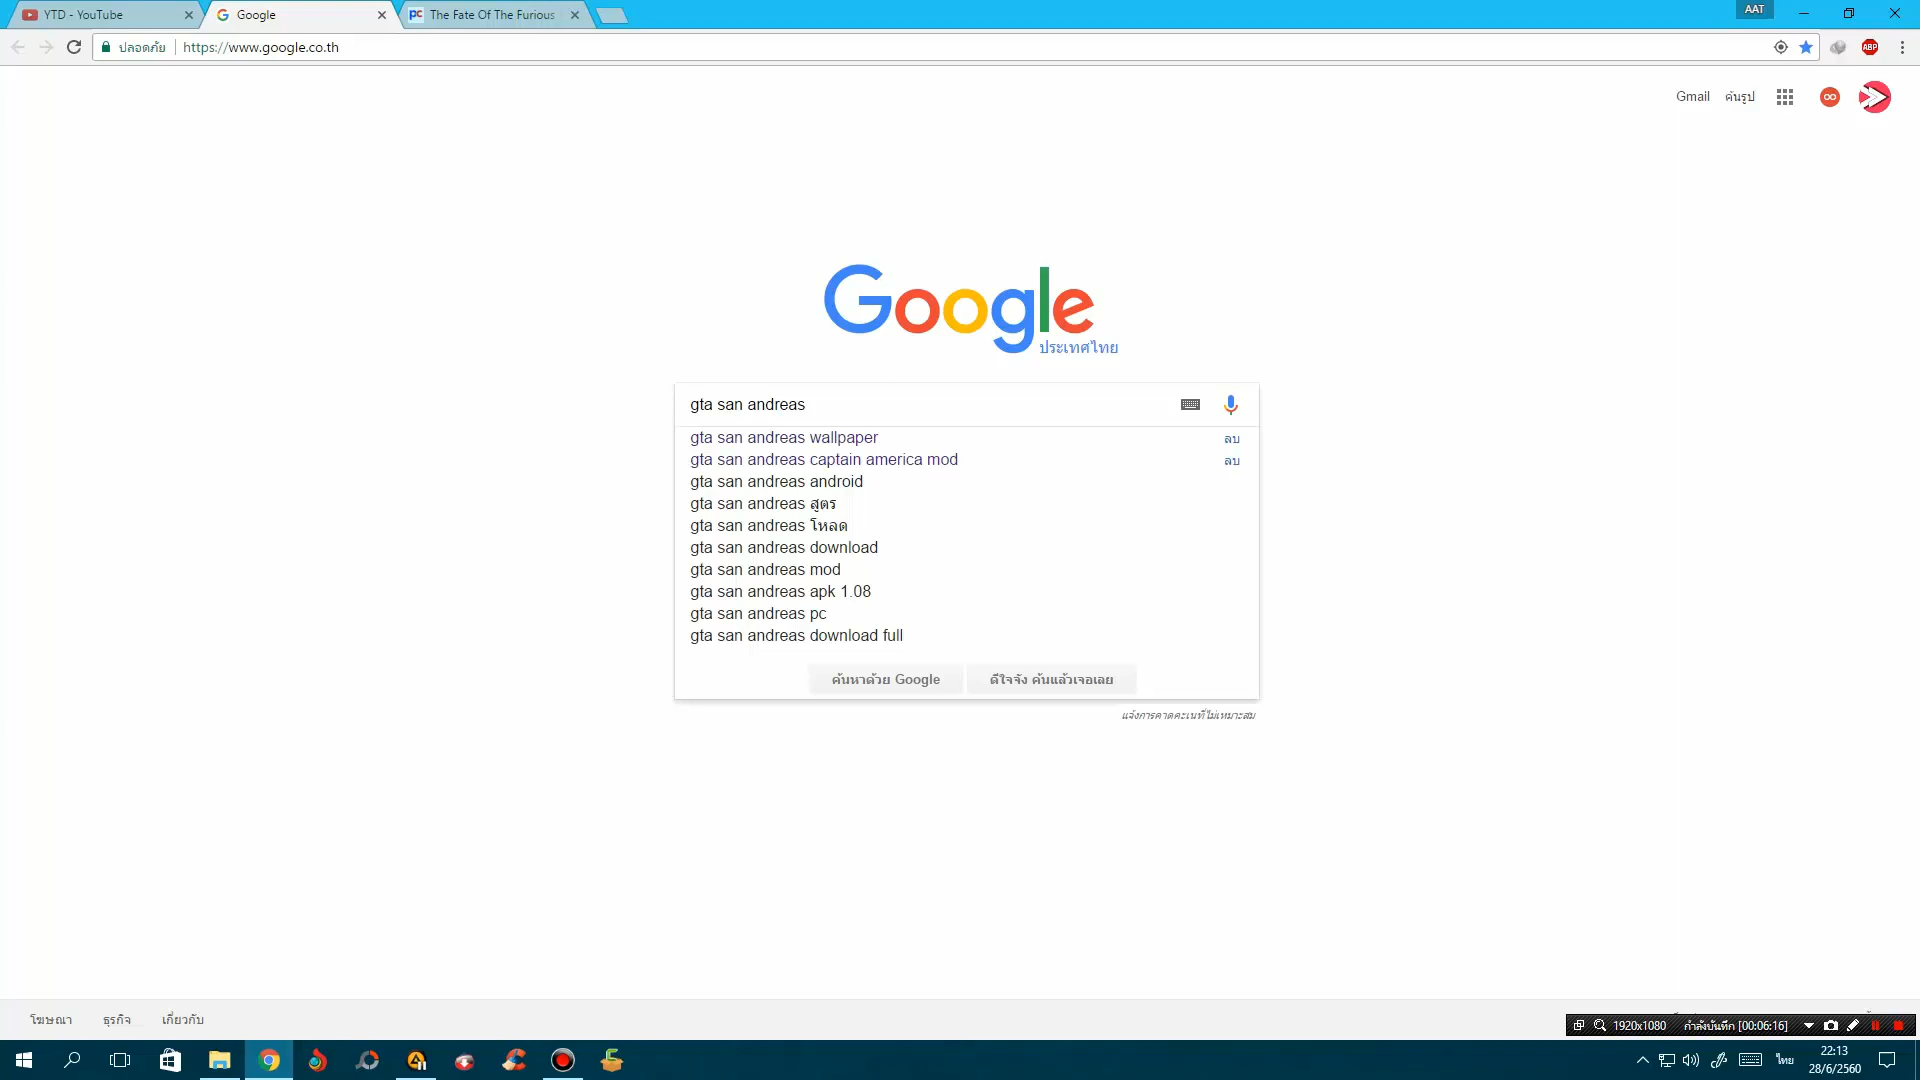 YTD - YouTube
Google
The Fate Of The Furious
AAT
ปลอดภัย
https://www.google.co.th
ABP
Gmail
ค้นรูป
Google
ประเทศไทย
gta san andreas
gta san andreas wallpaper
ลบ
gta san andreas captain america mod
ลบ
gta san andreas android
gta san andreas สูตร
gta san andreas โหลด
gta san andreas download
gta san andreas mod
gta san andreas apk 1.08
gta san andreas pc
gta san andreas download full
ค้นหาด้วย Google
ดีใจจัง ค้นแล้วเจอเลย
แจ้งการคาดคะเนที่ไม่เหมาะสม
โฆษณา
ธุรกิจ
เกี่ยวกับ
1920x1080
กำลังบันทึก [00:06:16]
ไทย
22:13
28/6/2560